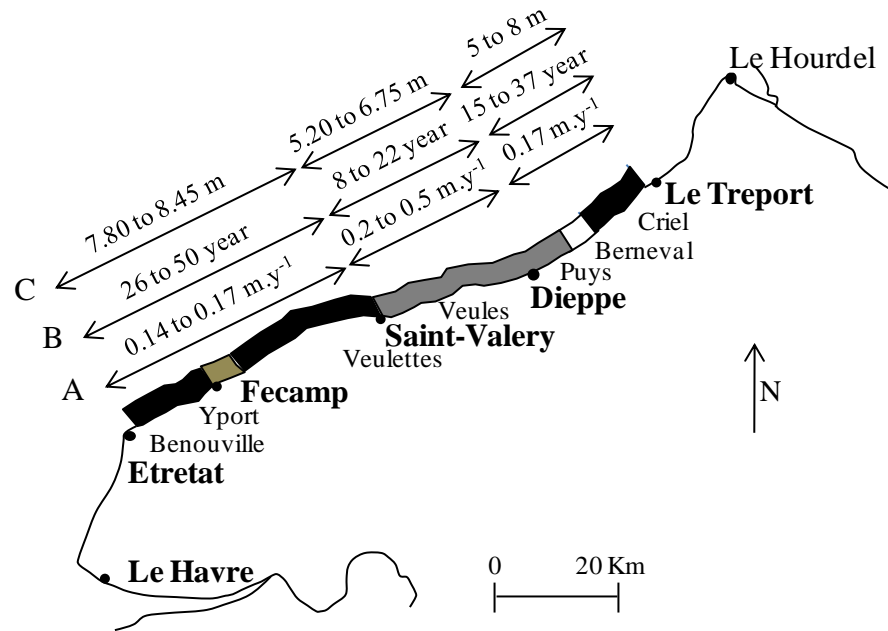 5 to 8 m
Le Hourdel
5.20 to 6.75 m
15 to 37 year
7.80 to 8.45 m
8 to 22 year
0.17 m.y⁻¹
26 to 50 year
0.2 to 0.5 m.y⁻¹
Le Treport
Criel
Berneval
C
0.14 to 0.17 m.y⁻¹
Puys
Dieppe
B
Veules
Saint-Valery
Veulettes
A
Fecamp
N
Yport
Benouville
Etretat
Le Havre
0 20 Km